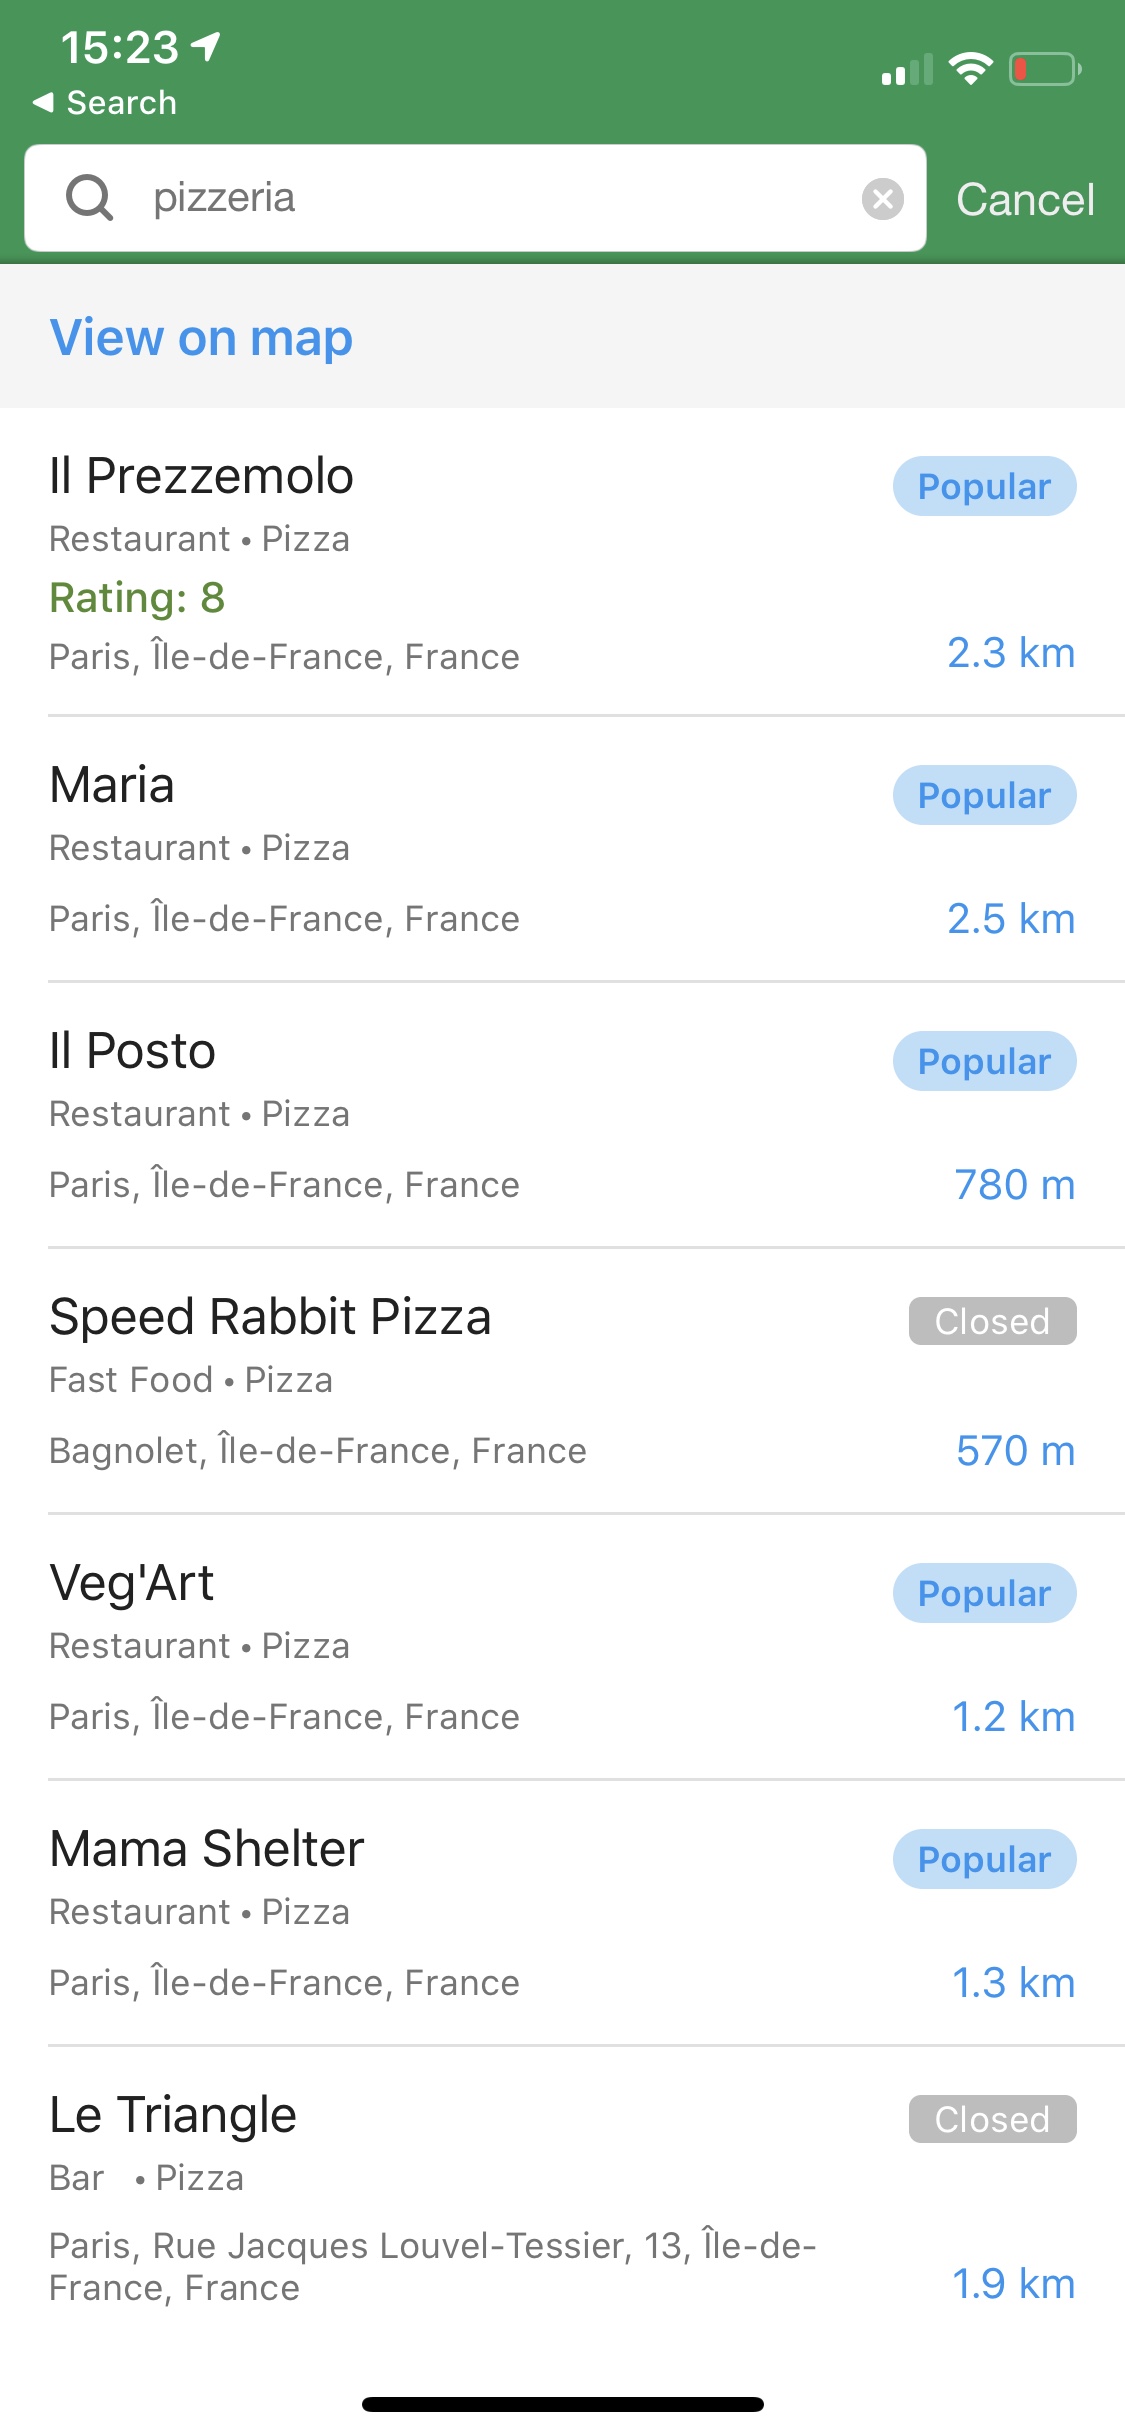 15:23
Search
pizzeria
Cancel
View on map
Il Prezzemolo
Popular
Restaurant • Pizza
Rating: 8
Paris, Île-de-France, France
2.3 km
Maria
Popular
Restaurant • Pizza
Paris, Île-de-France, France
2.5 km
Il Posto
Popular
Restaurant • Pizza
Paris, Île-de-France, France
780 m
Speed Rabbit Pizza
Closed
Fast Food • Pizza
Bagnolet, Île-de-France, France
570 m
Veg'Art
Popular
Restaurant • Pizza
Paris, Île-de-France, France
1.2 km
Mama Shelter
Popular
Restaurant • Pizza
Paris, Île-de-France, France
1.3 km
Le Triangle
Closed
Bar • Pizza
Paris, Rue Jacques Louvel-Tessier, 13, Île-de-
France, France
1.9 km